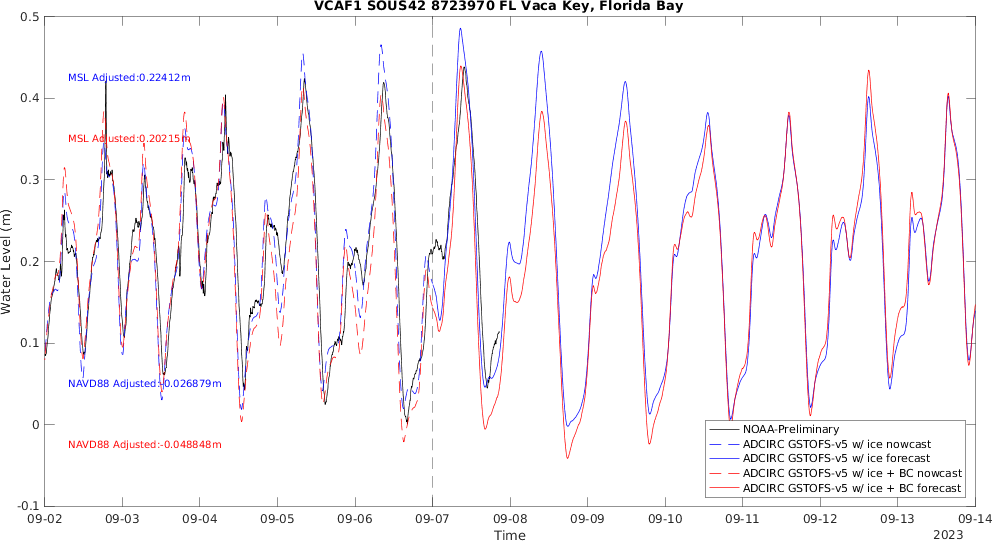 VCAF1 SOUS42 8723970 FL Vaca Key, Florida Bay
0.5
0.4
0.3
0.2
0.1
0
-0.1
Water Level (m)
MSL Adjusted:0.22412m
MSL Adjusted:0.20215m
NAVD88 Adjusted:-0.026879m
NAVD88 Adjusted:-0.048848m
NOAA-Preliminary
ADCIRC GSTOFS-v5 w/ ice nowcast
ADCIRC GSTOFS-v5 w/ ice forecast
ADCIRC GSTOFS-v5 w/ ice + BC nowcast
ADCIRC GSTOFS-v5 w/ ice + BC forecast
09-02 09-03 09-04 09-05 09-06 09-07 09-08 09-09 09-10 09-11 09-12 09-13 09-14
Time
2023